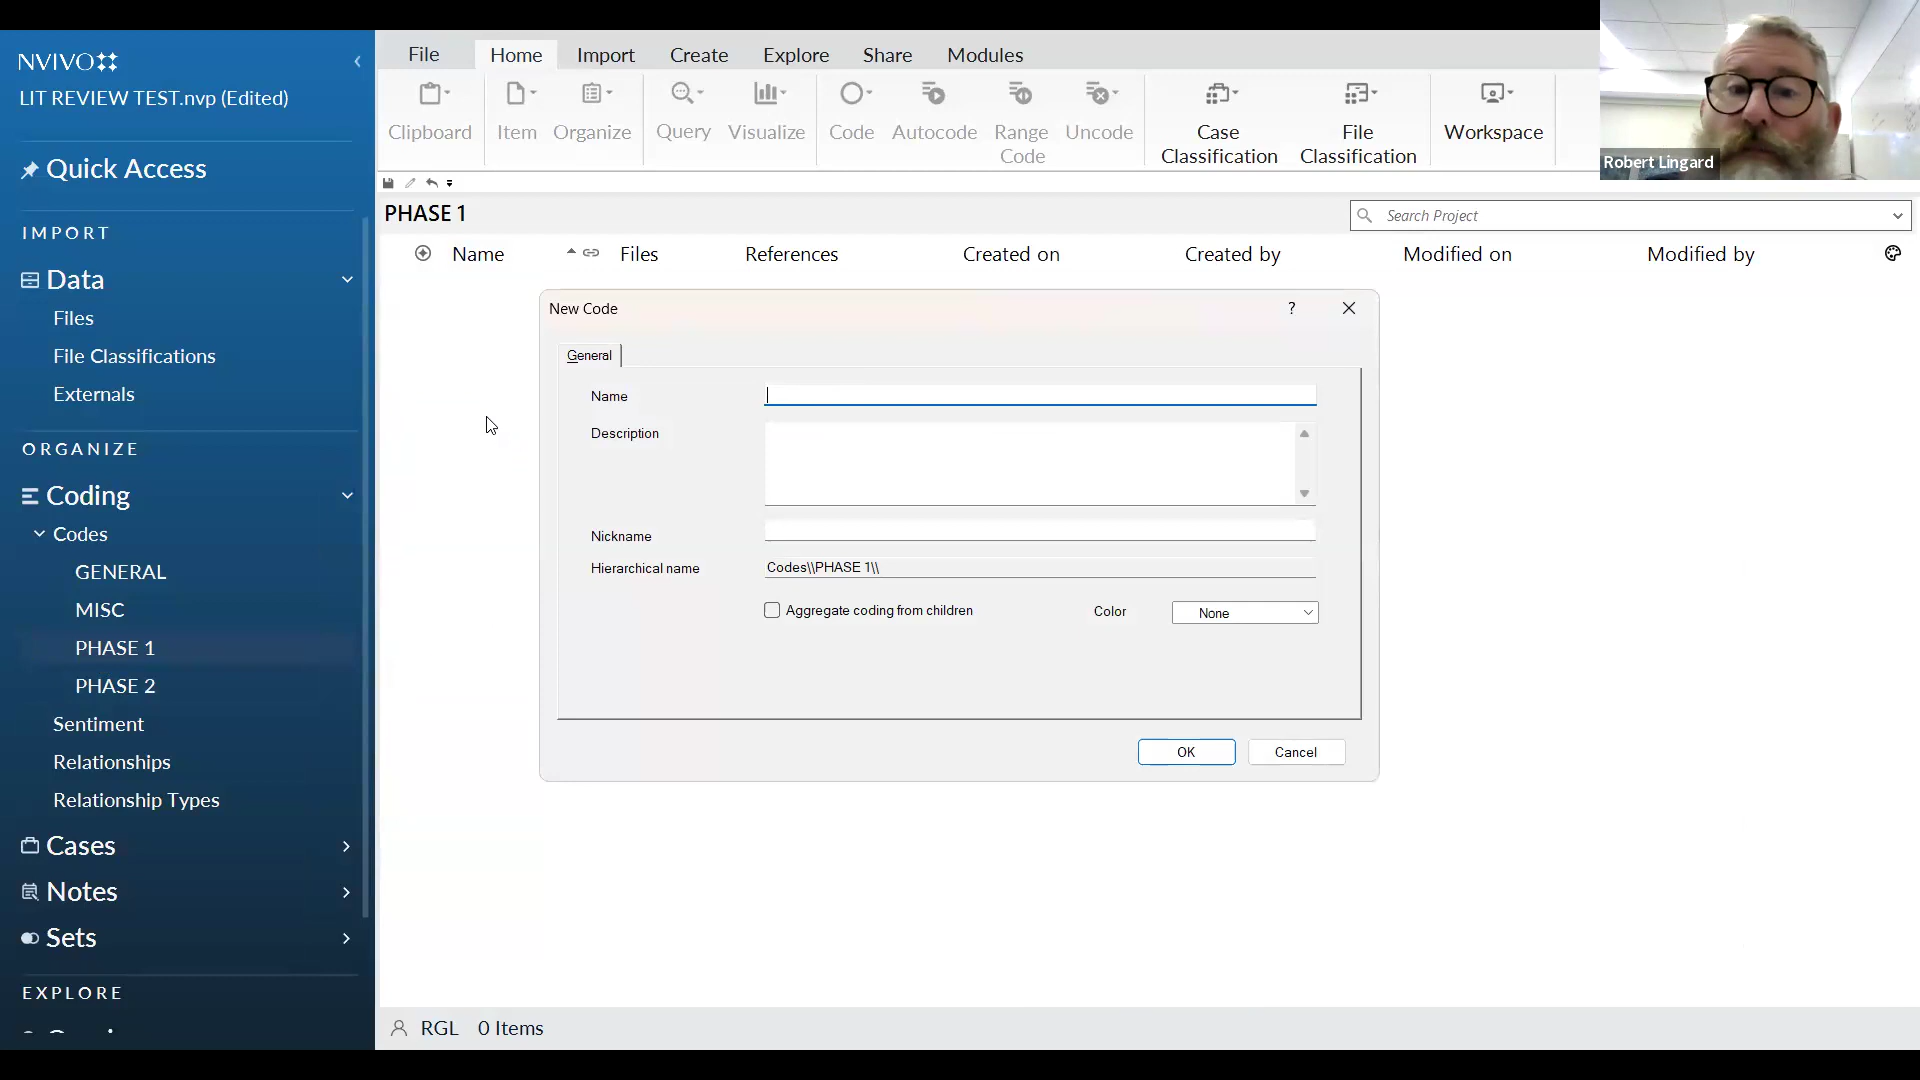 NVIVO
LIT REVIEW TEST.nvp (Edited)
Quick Access
IMPORT
Data
Files
File Classifications
Externals
ORGANIZE
Coding
Codes
GENERAL
MISC
PHASE 1
PHASE 2
Sentiment
Relationships
Relationship Types
Cases
Notes
Sets
EXPLORE
File Home Import Create Explore Share Modules
Clipboard Item Organize Query Visualize Code Autocode Range Code Uncode Case Classification File Classification Workspace
Robert Lingard
PHASE 1
Search Project
Name Files References Created on Created by Modified on Modified by
New Code ?
General
Name
Description
Nickname
Hierarchical name Codes\\PHASE 1\\
Aggregate coding from children Color None
OK Cancel
RGL 0 Items